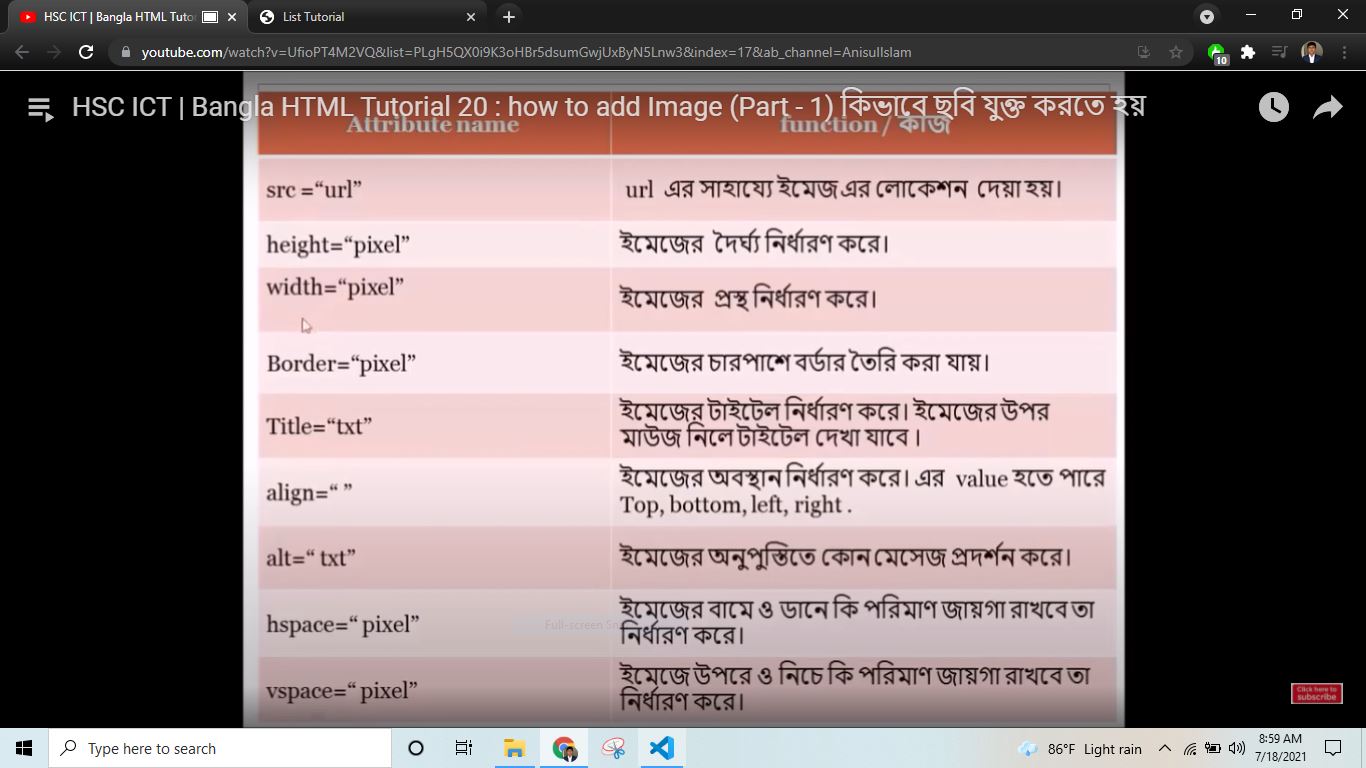 HSC ICT | Bangla HTML Tuto
List Tutorial
youtube.com/watch?v=UfioPT4M2VQ&list=PLgH5QX0i9K3oHBr5dsumGwjUxByN5Lnw3&index=17&ab_channel=AnisulIslam
10
HSC ICT | Bangla HTML Tutorial 20 : how to add Image (Part - 1) কিভাবে ছবি যুক্ত করতে হয়
Attribute name function / কাজ
src =“url” url এর সাহায্যে ইমেজ এর লোকেশন দেয়া হয়।
height=“pixel” ইমেজের দৈর্ঘ্য নির্ধারণ করে।
width=“pixel” ইমেজের প্রস্থ নির্ধারণ করে।
Border=“pixel” ইমেজের চারপাশে বর্ডার তৈরি করা যায়।
Title=“txt” ইমেজের টাইটেল নির্ধারণ করে। ইমেজের উপর
মাউজ নিলে টাইটেল দেখা যাবে ।
align=“ ” ইমেজের অবস্থান নির্ধারণ করে। এর value হতে পারে
Top, bottom, left, right .
alt=“ txt” ইমেজের অনুপুস্তিতে কোন মেসেজ প্রদর্শন করে।
hspace=“ pixel” ইমেজের বামে ও ডানে কি পরিমাণ জায়গা রাখবে তা
Full-screen Sn
নির্ধারণ করে।
vspace=“ pixel” ইমেজে উপরে ও নিচে কি পরিমাণ জায়গা রাখবে তা
নির্ধারণ করে।
Click here to
subscribe
Type here to search
86°F Light rain
8:59 AM
7/18/2021